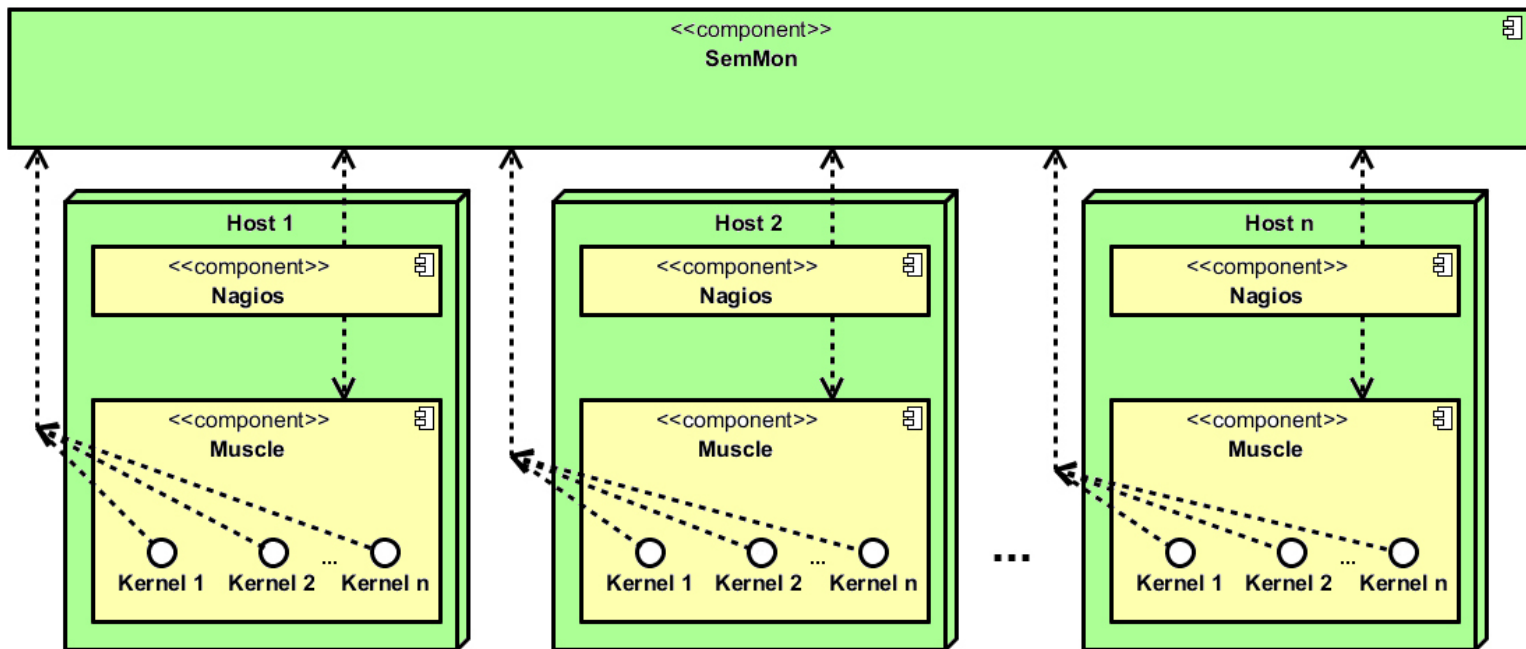 <<component>>
SemMon
Host 1
<<component>>
Nagios
<<component>>
Muscle
Kernel 1 Kernel 2 ... Kernel n
Host 2
<<component>>
Nagios
<<component>>
Muscle
Kernel 1 Kernel 2 ... Kernel n
...
Host n
<<component>>
Nagios
<<component>>
Muscle
Kernel 1 Kernel 2 ... Kernel n